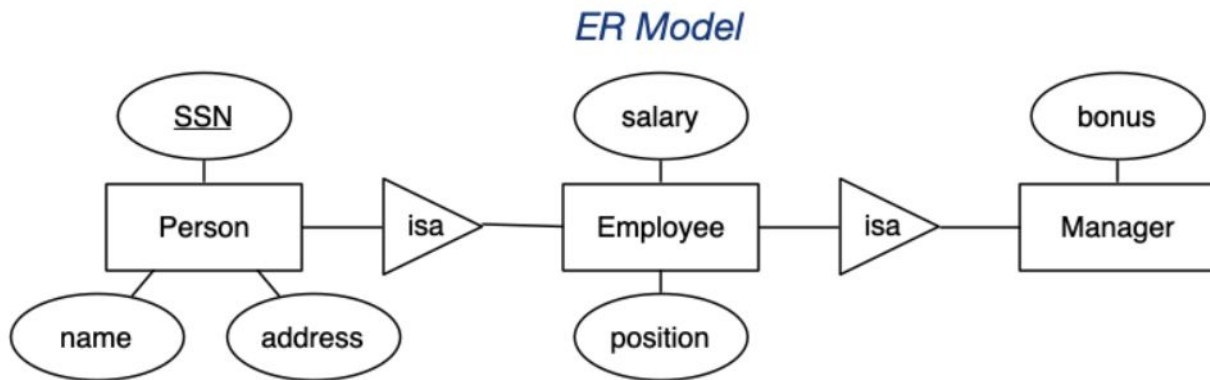 ER Model
SSN
salary
bonus
Person
isa
Employee
isa
Manager
name
address
position